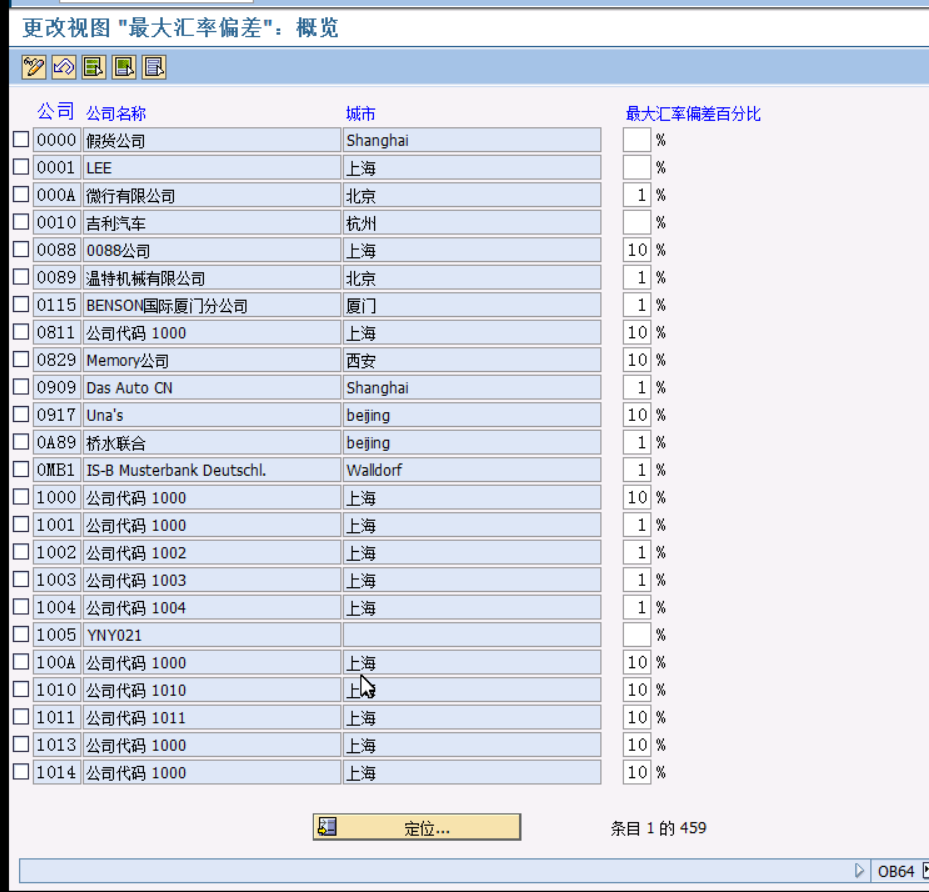 更改视图 "最大汇率偏差": 概览
公司 公司名称 城市 最大汇率偏差百分比
0000 假货公司 Shanghai %
0001 LEE 上海 %
000A 微行有限公司 北京 1 %
0010 吉利汽车 杭州 %
0088 0088公司 上海 10 %
0089 温特机械有限公司 北京 1 %
0115 BENSON国际厦门分公司 厦门 1 %
0811 公司代码 1000 上海 10 %
0829 Memory公司 西安 10 %
0909 Das Auto CN Shanghai 1 %
0917 Una's beijing 10 %
0A89 桥水联合 beijing 1 %
0MB1 IS-B Musterbank Deutschl. Walldorf 1 %
1000 公司代码 1000 上海 10 %
1001 公司代码 1000 上海 1 %
1002 公司代码 1002 上海 1 %
1003 公司代码 1003 上海 1 %
1004 公司代码 1004 上海 1 %
1005 YNY021 %
100A 公司代码 1000 上海 10 %
1010 公司代码 1010 上海 10 %
1011 公司代码 1011 上海 10 %
1013 公司代码 1000 上海 10 %
1014 公司代码 1000 上海 10 %
定位... 条目 1 的 459
OB64